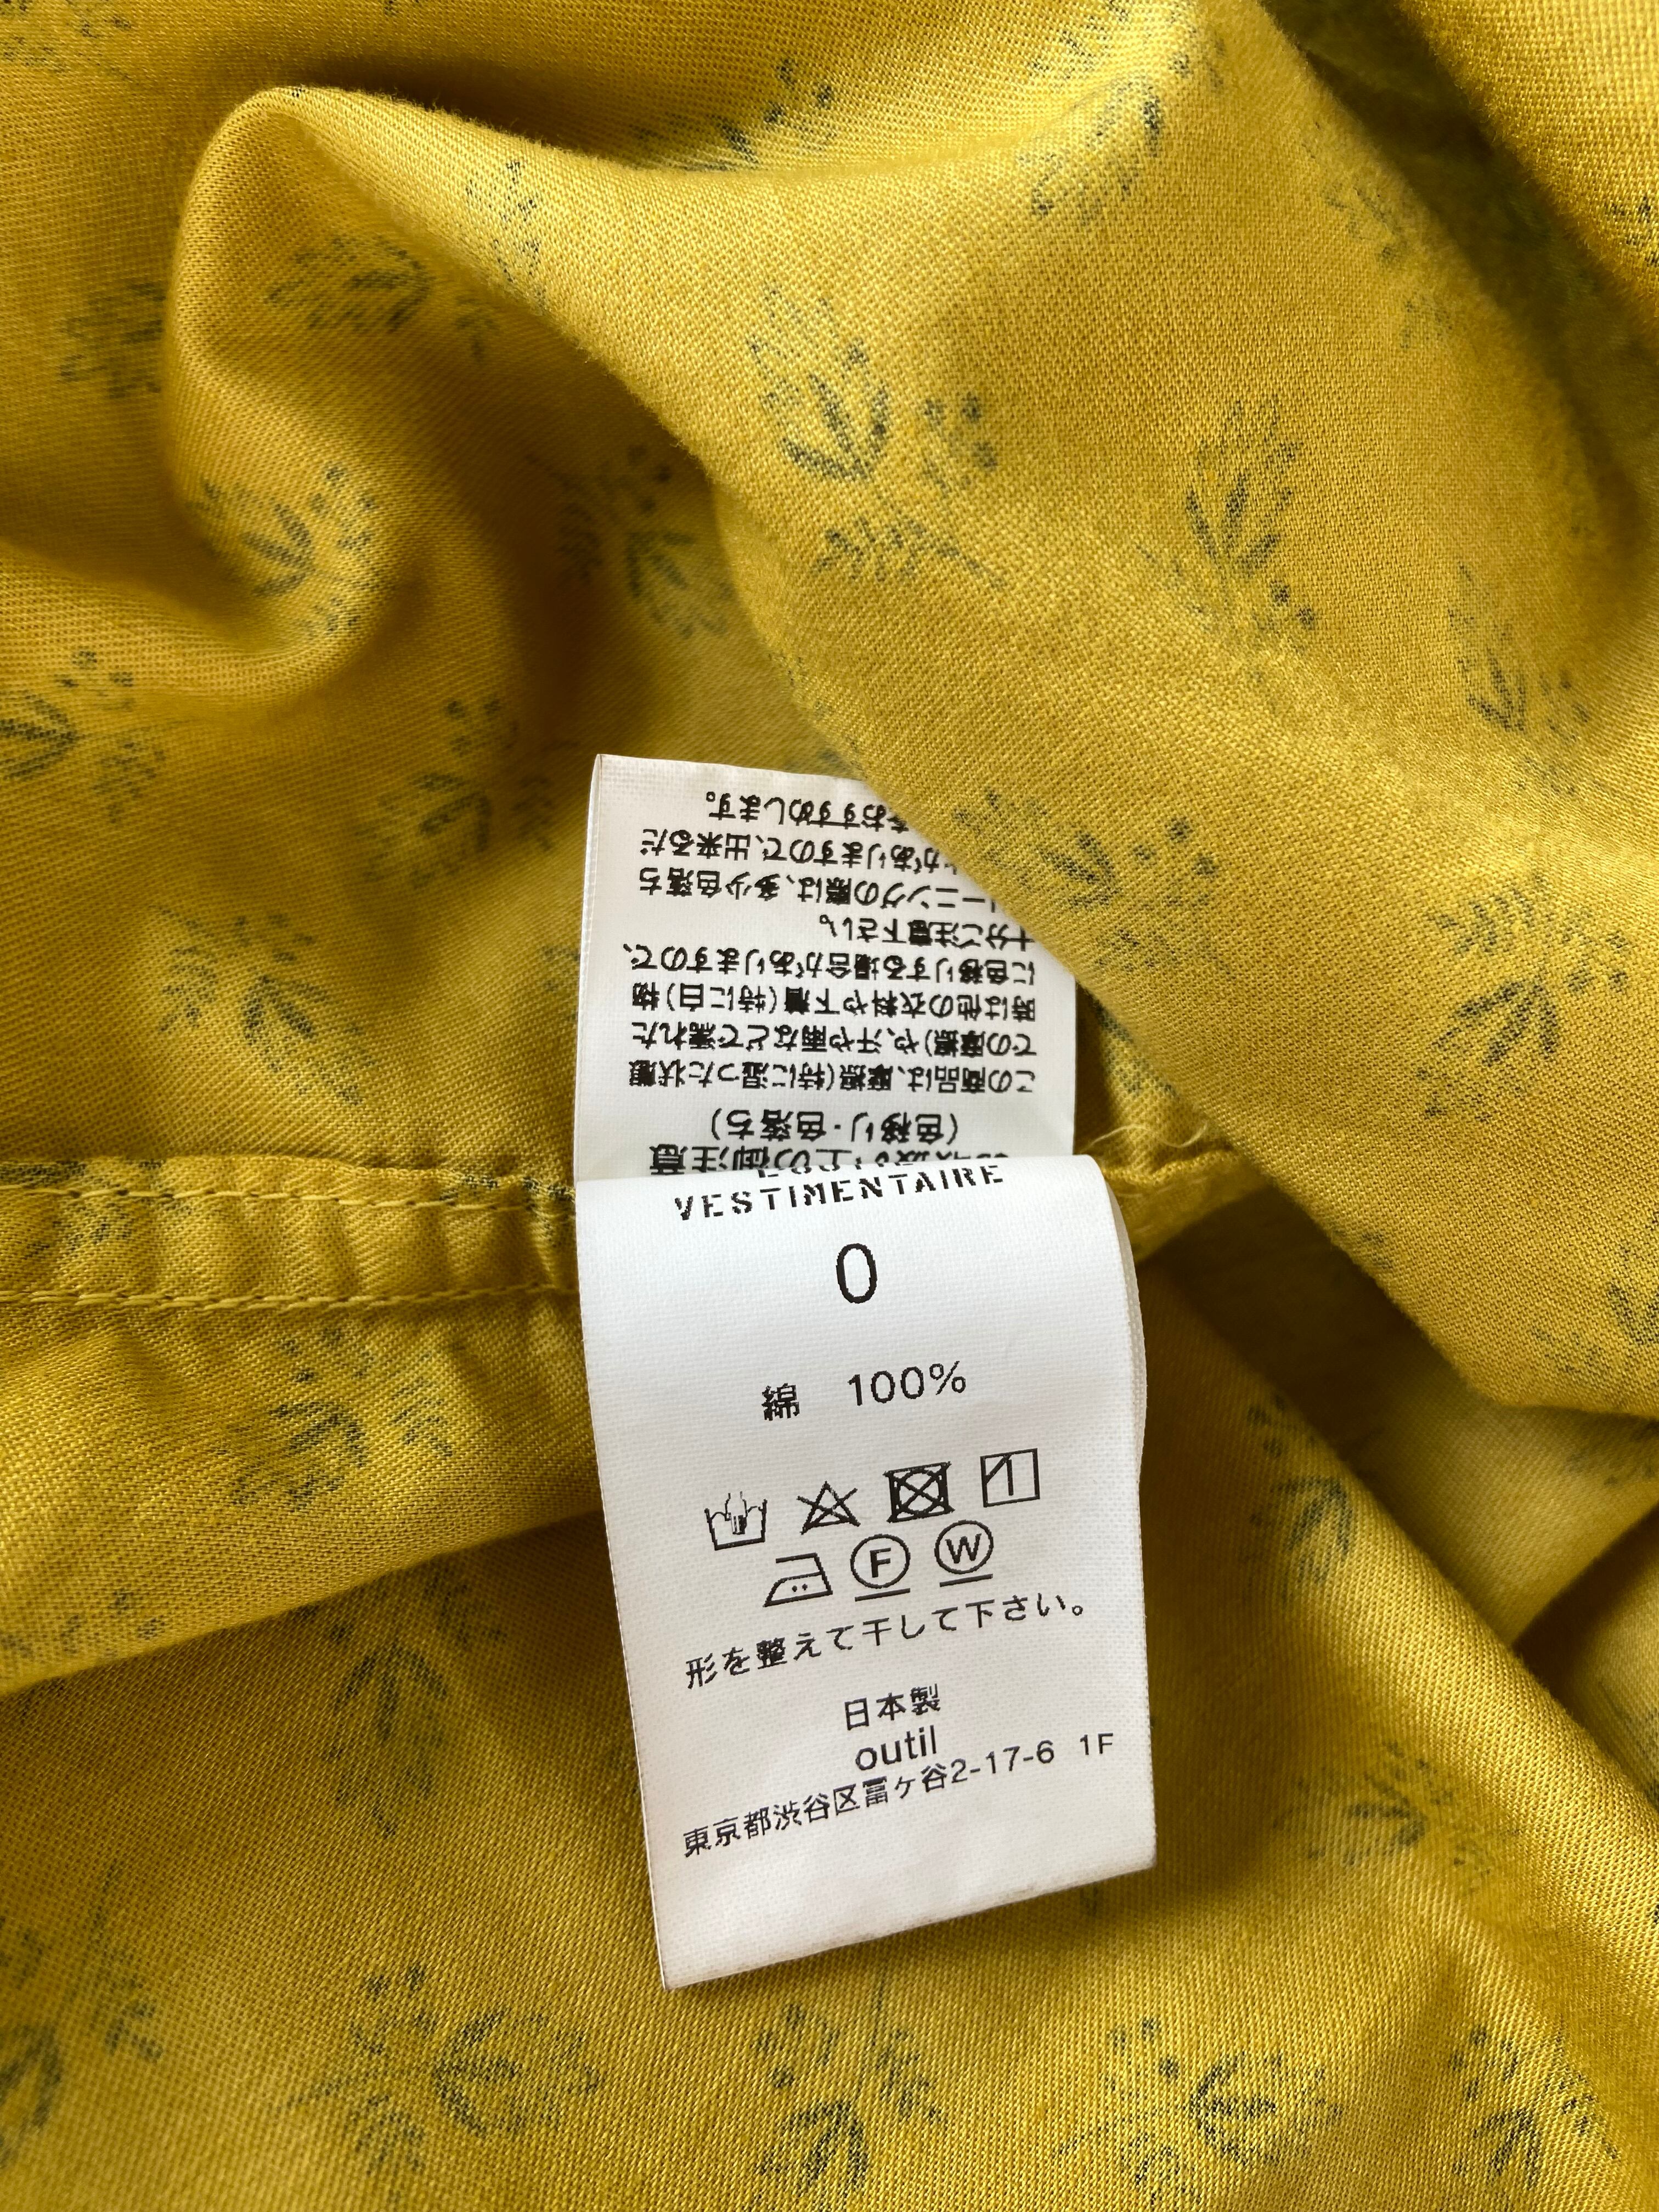 VESTIMENTAIRE
0
綿 100%
F W
形を整えて干して下さい。
日本製
outil
東京都渋谷区富ヶ谷2-17-6 1F
上の御注意
(色移り・色落ち)
この商品は、摩擦(特に湿った状態
での摩擦)や、汗や雨などで濡れた
時は他の衣料や下着(特に白)物
に色移りする場合がありますので、
十分ご注意下さい。
ーニングの際は、多少色落ち
がありますので、出来るだ
おすすめします。